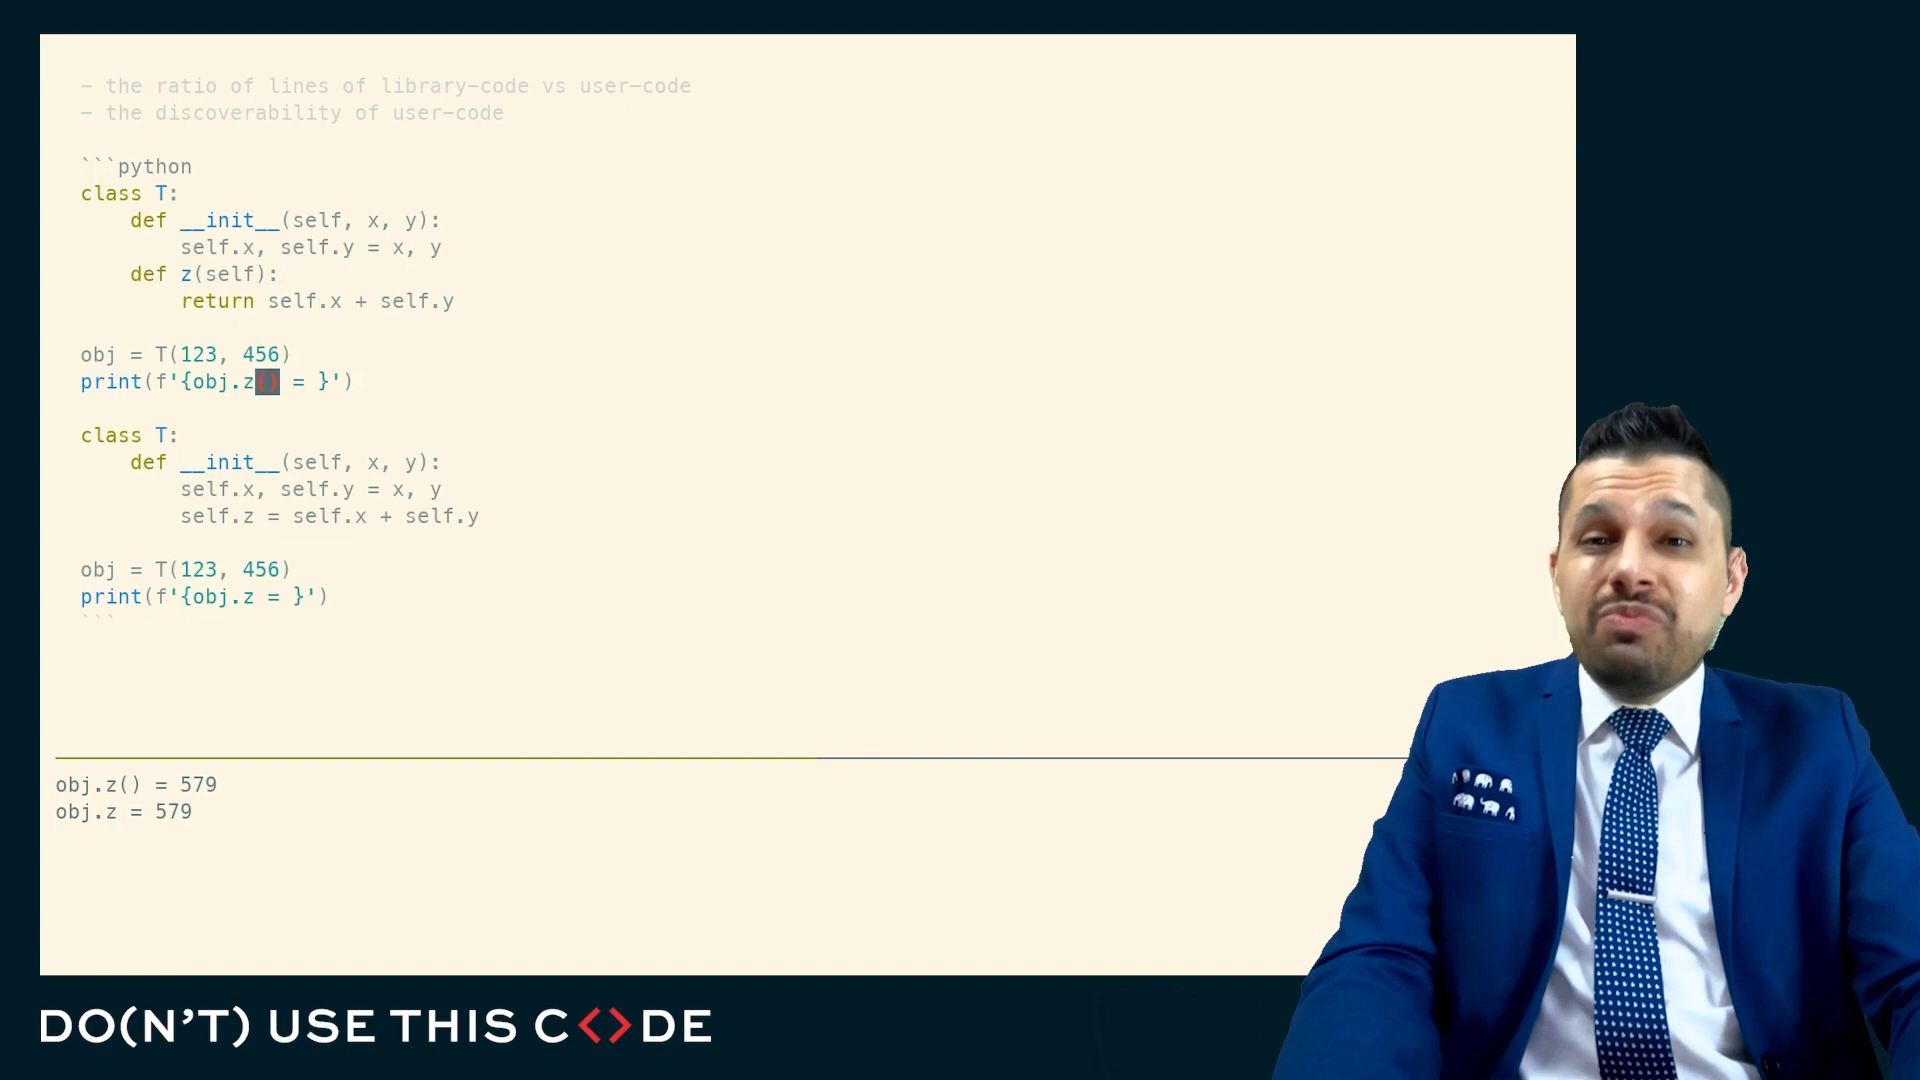 - the ratio of lines of library-code vs user-code
- the discoverability of user-code
```python
class T:
    def __init__(self, x, y):
        self.x, self.y = x, y
    def z(self):
        return self.x + self.y
obj = T(123, 456)
print(f'{obj.z() = }')
class T:
    def __init__(self, x, y):
        self.x, self.y = x, y
        self.z = self.x + self.y
obj = T(123, 456)
print(f'{obj.z = }')
```
obj.z() = 579
obj.z = 579
DO(N’T) USE THIS C<>DE